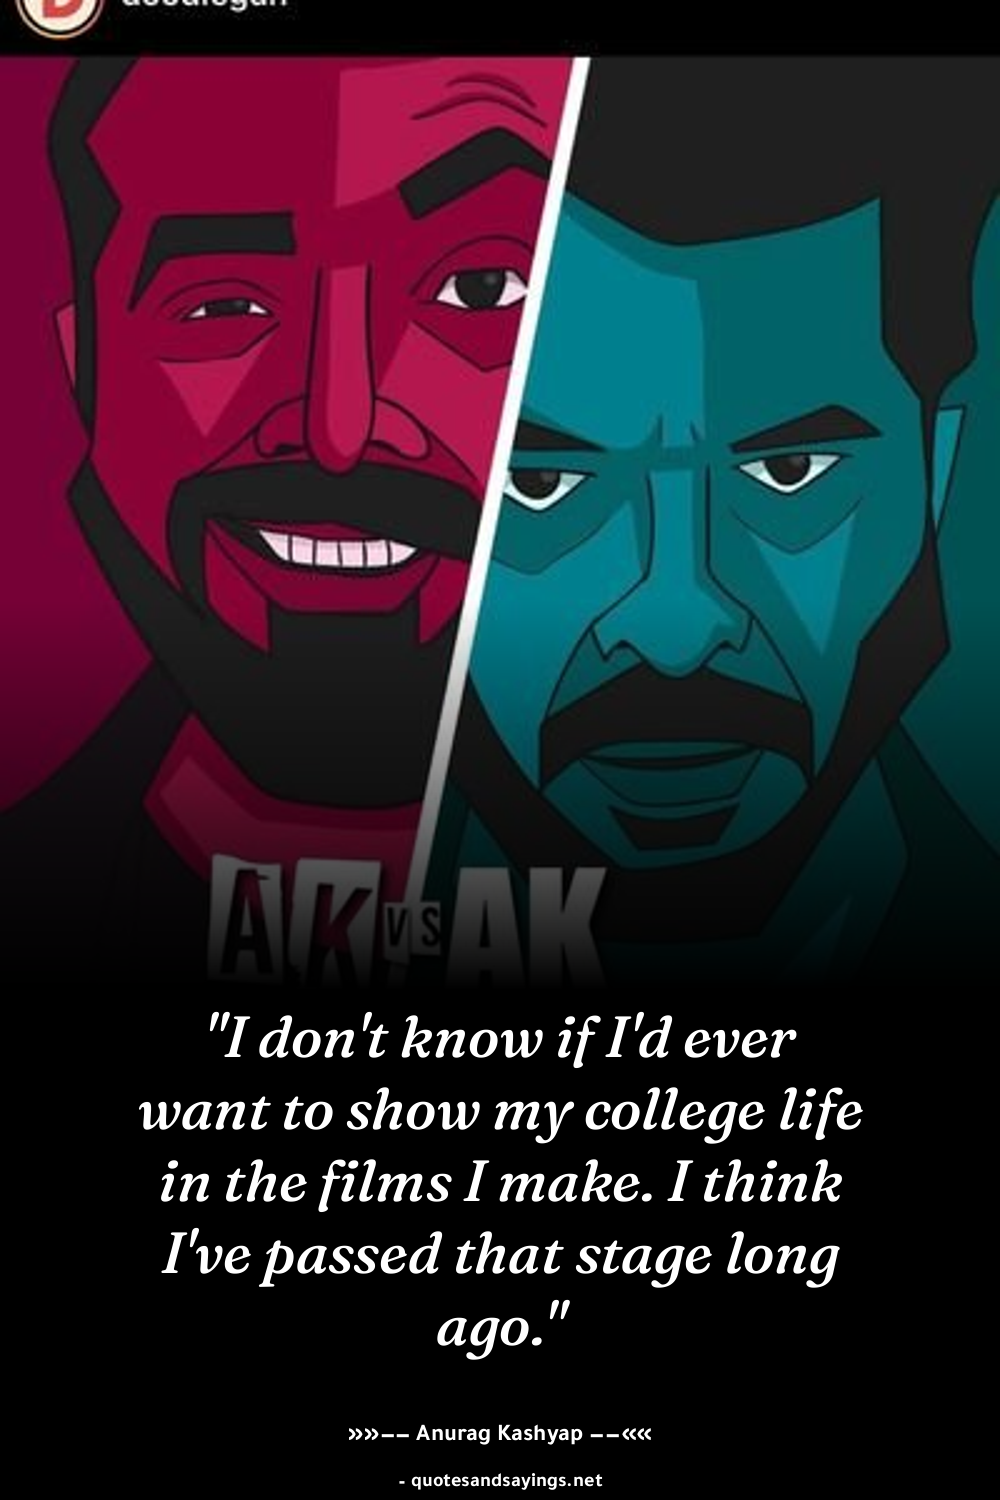 AK vs AK
"I don't know if I'd ever
want to show my college life
in the films I make. I think
I've passed that stage long
ago."
»»–– Anurag Kashyap ––««
- quotesandsayings.net